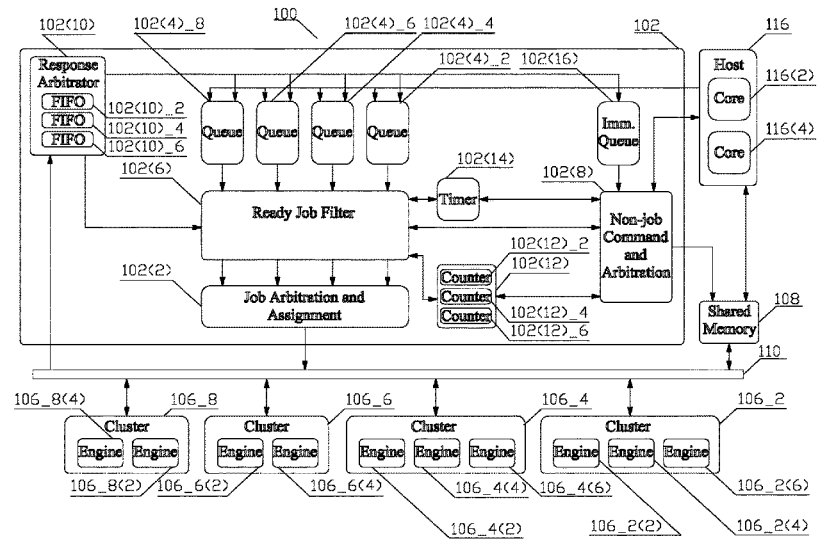 102(10)
102(4)_8
100
102(4)_6
102(4)_4
102(4)_2
102(16)
102
116
Response
Arbitrator
FIFO
FIFO
FIFO
102(10)_2
102(10)_4
102(10)_6
Queue
Queue
Queue
Queue
Imm.
Queue
Host
Core
Core
116(2)
116(4)
102(6)
102(14)
102(8)
Ready Job Filter
Timer
Non-job
Command
and
Arbitration
102(2)
102(12)_2
102(12)
Counter
Counter
Counter
102(12)_4
102(12)_6
Job Arbitration and
Assignment
Shared
Memory
108
110
106_8(4)
106_8
106_6
106_4
106_2
Cluster
Engine
Engine
Cluster
Engine
Engine
Cluster
Engine
Engine
Engine
Cluster
Engine
Engine
Engine
106_8(2)
106_6(2)
106_6(4)
106_4(4)
106_4(6)
106_2(6)
106_4(2)
106_2(2)
106_2(4)